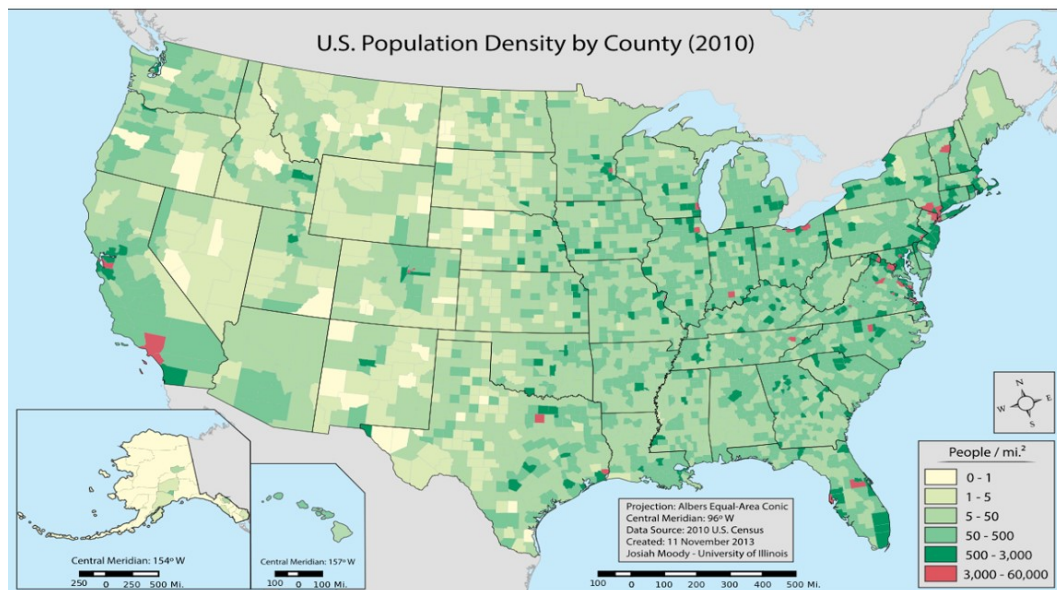 U.S. Population Density by County (2010)
N
W
E
S
People / mi.²
0 - 1
1 - 5
5 - 50
50 - 500
500 - 3,000
3,000 - 60,000
Projection: Albers Equal-Area Conic
Central Meridian: 96º W
Data Source: 2010 U.S. Census
Created: 11 November 2013
Josiah Moody - University of Illinois
Central Meridian: 154º W
250 0 250 500 Mi.
Central Meridian: 157º W
100 0 100 Mi.
100 0 100 200 300 400 500 Mi.